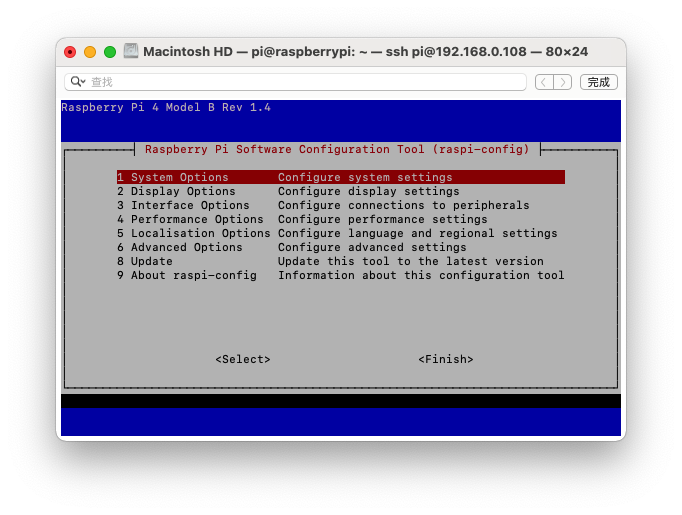 Macintosh HD — pi@raspberrypi: ~ — ssh pi@192.168.0.108 — 80×24
查找
完成
Raspberry Pi 4 Model B Rev 1.4
Raspberry Pi Software Configuration Tool (raspi-config)
1 System Options Configure system settings
2 Display Options Configure display settings
3 Interface Options Configure connections to peripherals
4 Performance Options Configure performance settings
5 Localisation Options Configure language and regional settings
6 Advanced Options Configure advanced settings
8 Update Update this tool to the latest version
9 About raspi-config Information about this configuration tool
<Select> <Finish>